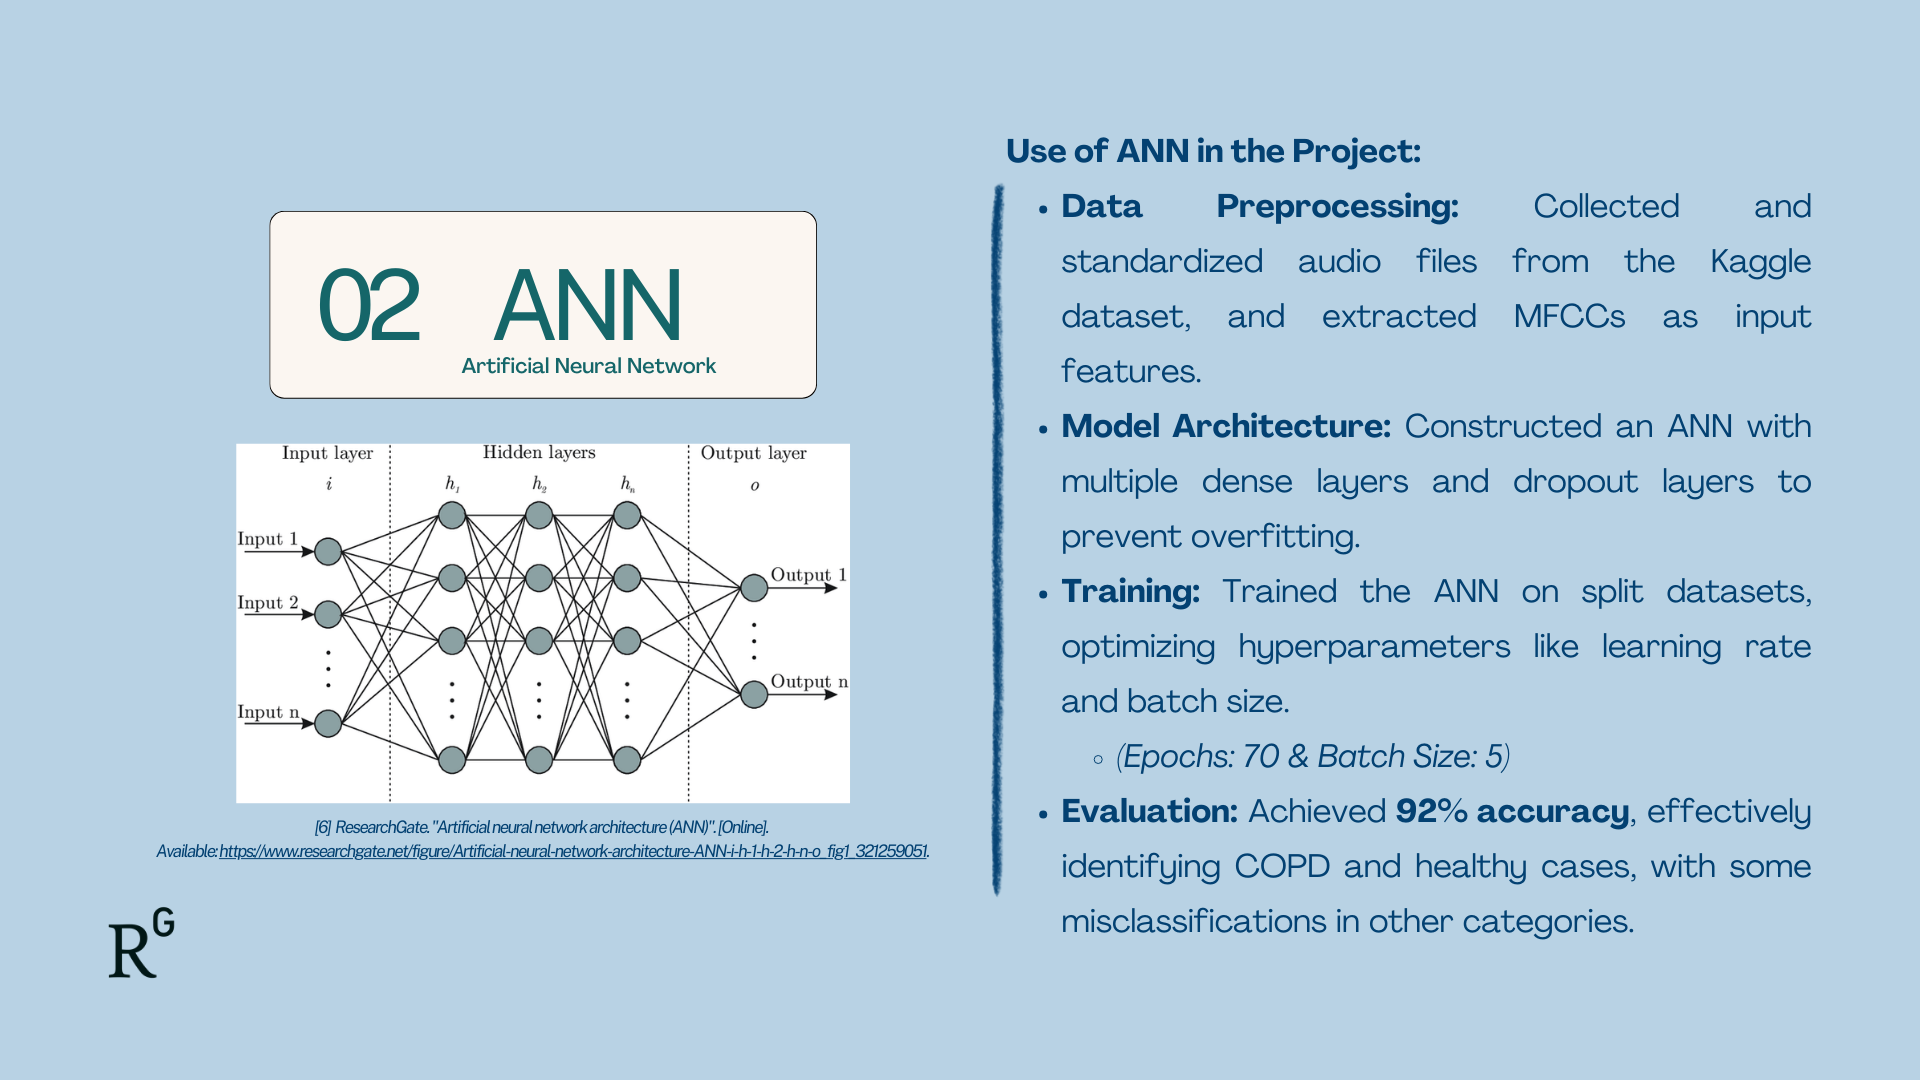 02 ANN
Artificial Neural Network
Input layer Hidden layers Output layer
i h1 h2 hn o
Input 1
Input 2
Input n
Output 1
Output n
[6] ResearchGate. "Artificial neural network architecture (ANN)". [Online].
Available: https://www.researchgate.net/figure/Artificial-neural-network-architecture-ANN-i-h-1-h-2-h-n-o_fig1_321259051.
RG
Use of ANN in the Project:
• Data Preprocessing: Collected and
standardized audio files from the Kaggle
dataset, and extracted MFCCs as input
features.
• Model Architecture: Constructed an ANN with
multiple dense layers and dropout layers to
prevent overfitting.
• Training: Trained the ANN on split datasets,
optimizing hyperparameters like learning rate
and batch size.
◦ (Epochs: 70 & Batch Size: 5)
• Evaluation: Achieved 92% accuracy, effectively
identifying COPD and healthy cases, with some
misclassifications in other categories.